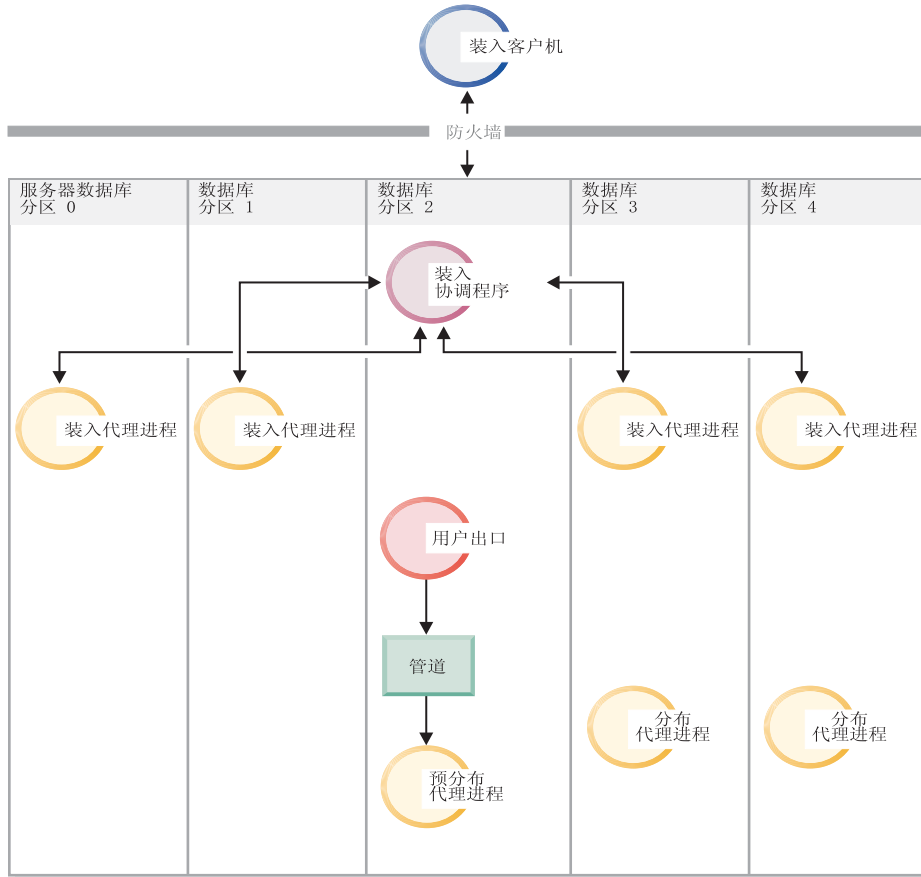 装入客户机
防火墙
服务器数据库
分区 0
数据库
分区 1
数据库
分区 2
数据库
分区 3
数据库
分区 4
装入
协调程序
装入代理进程
装入代理进程
装入代理进程
装入代理进程
用户出口
管道
分布
代理进程
分布
代理进程
预分布
代理进程